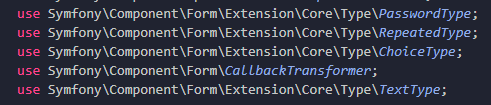 use Symfony\Component\Form\Extension\Core\Type\PasswordType;
use Symfony\Component\Form\Extension\Core\Type\RepeatedType;
use Symfony\Component\Form\Extension\Core\Type\ChoiceType;
use Symfony\Component\Form\CallbackTransformer;
use Symfony\Component\Form\Extension\Core\Type\TextType;